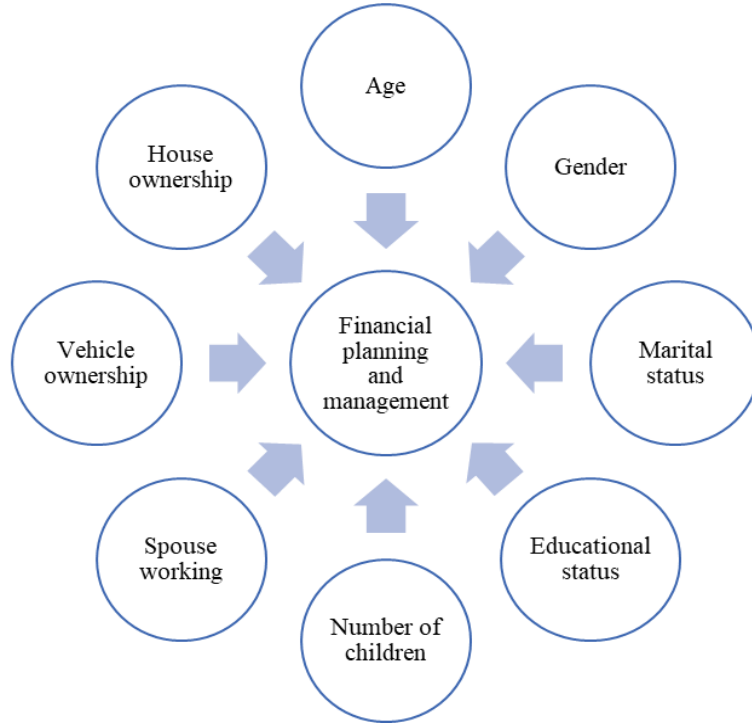 Age
Gender
Marital
status
Educational
status
Number of
children
Spouse
working
Vehicle
ownership
House
ownership
Financial
planning
and
management